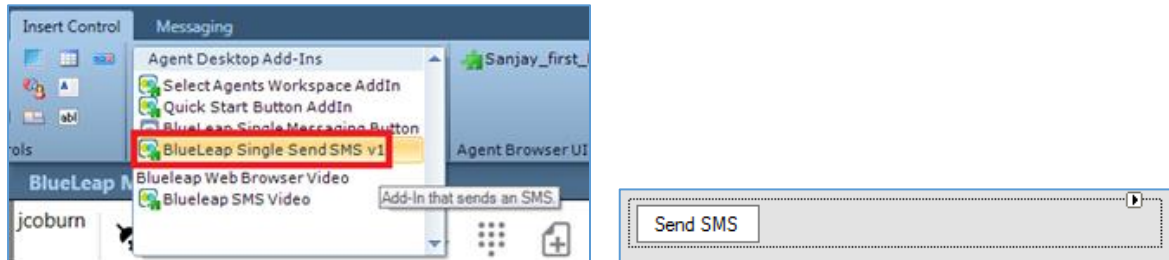 Insert Control Messaging
Agent Desktop Add-Ins
Sanjay_first_
Select Agents Workspace AddIn
Quick Start Button AddIn
BlueLeap Single Messaging Button
BlueLeap Single Send SMS v1
Agent Browser UI
Blueleap Web Browser Video
BlueLeap
Add-In that sends an SMS.
Blueleap SMS Video
jcoburn
Send SMS